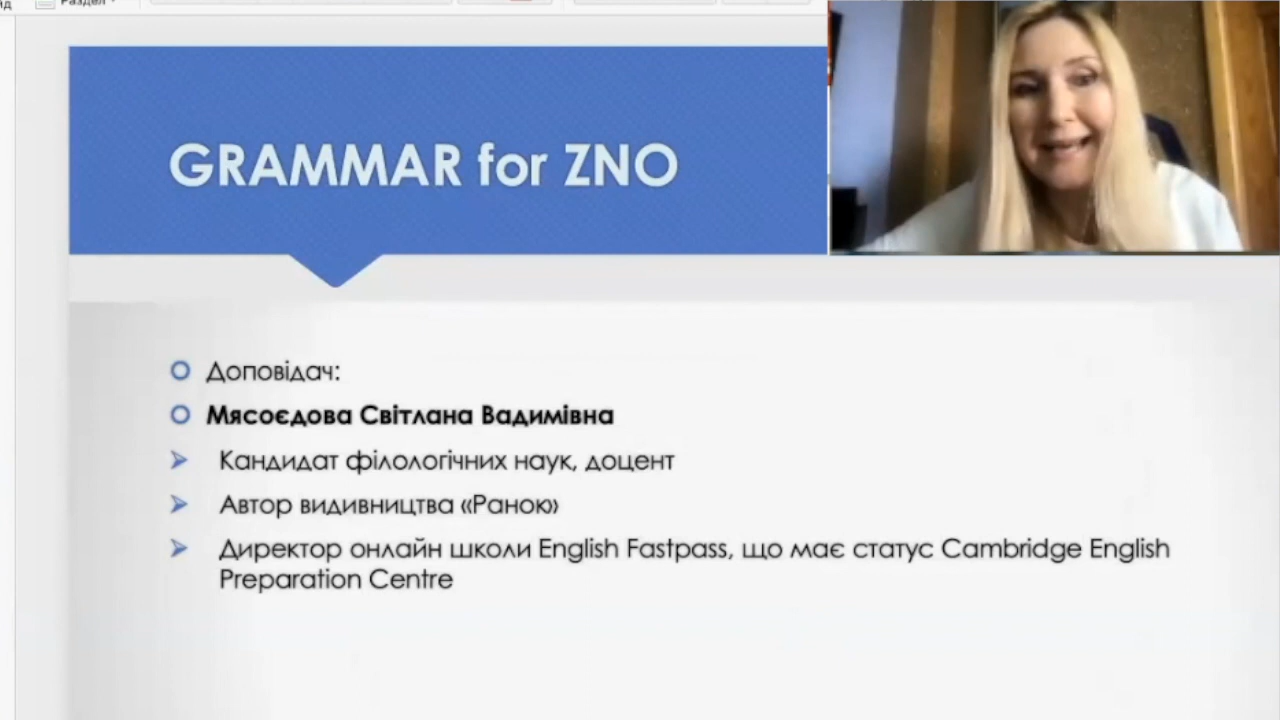 Раздел
GRAMMAR for ZNO
Доповідач:
Мясоєдова Світлана Вадимівна
Кандидат філологічних наук, доцент
Автор видивництва «Ранок»
Директор онлайн школи English Fastpass, що має статус Cambridge English
Preparation Centre